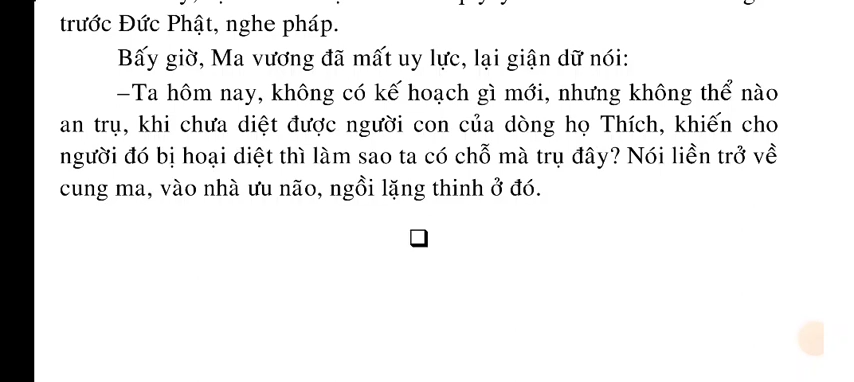 trước Đức Phật, nghe pháp.
Bấy giờ, Ma vương đã mất uy lực, lại giận dữ nói:
–Ta hôm nay, không có kế hoạch gì mới, nhưng không thể nào
an trụ, khi chưa diệt được người con của dòng họ Thích, khiến cho
người đó bị hoại diệt thì làm sao ta có chỗ mà trụ đây? Nói liền trở về
cung ma, vào nhà ưu não, ngồi lặng thinh ở đó.